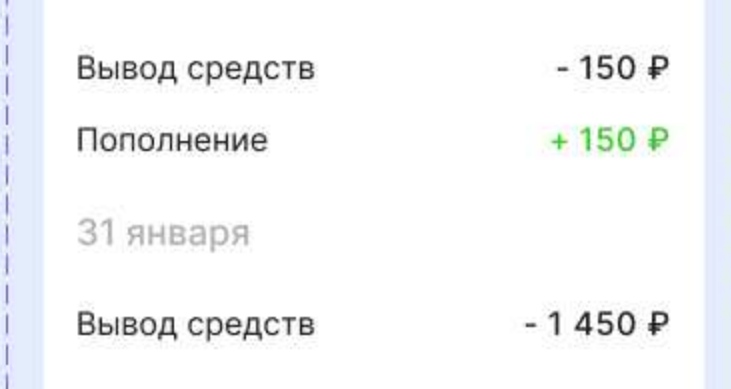 Вывод средств - 150 ₽
Пополнение + 150 ₽
31 января
Вывод средств - 1 450 ₽